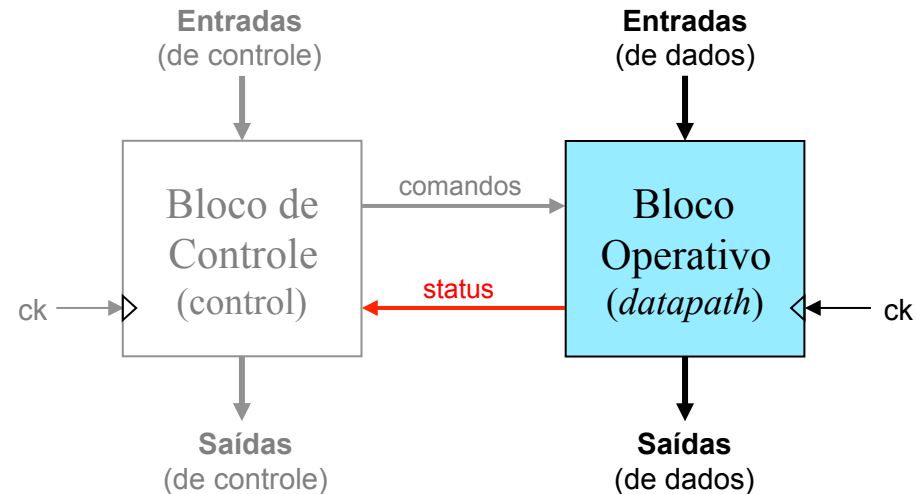 Entradas
(de controle)
Entradas
(de dados)
Bloco de
Controle
(control)
comandos
status
Bloco
Operativo
(datapath)
ck
ck
Saídas
(de controle)
Saídas
(de dados)